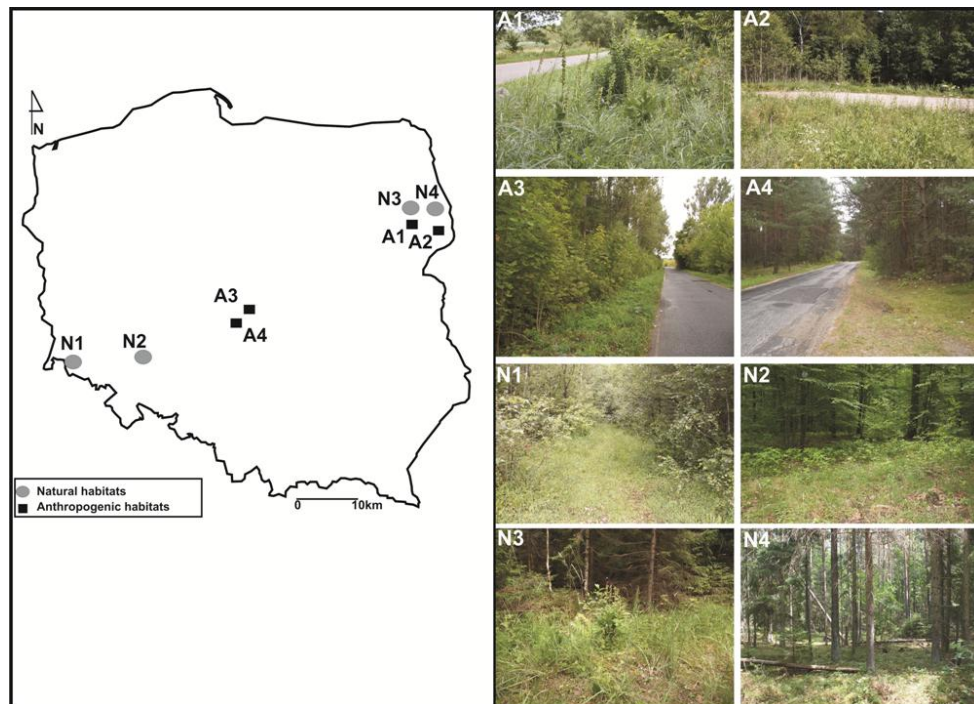 N
N3 N4
A1 A2
A3
A4
N1 N2
Natural habitats
Anthropogenic habitats
0 10km
A1 A2
A3 A4
N1 N2
N3 N4